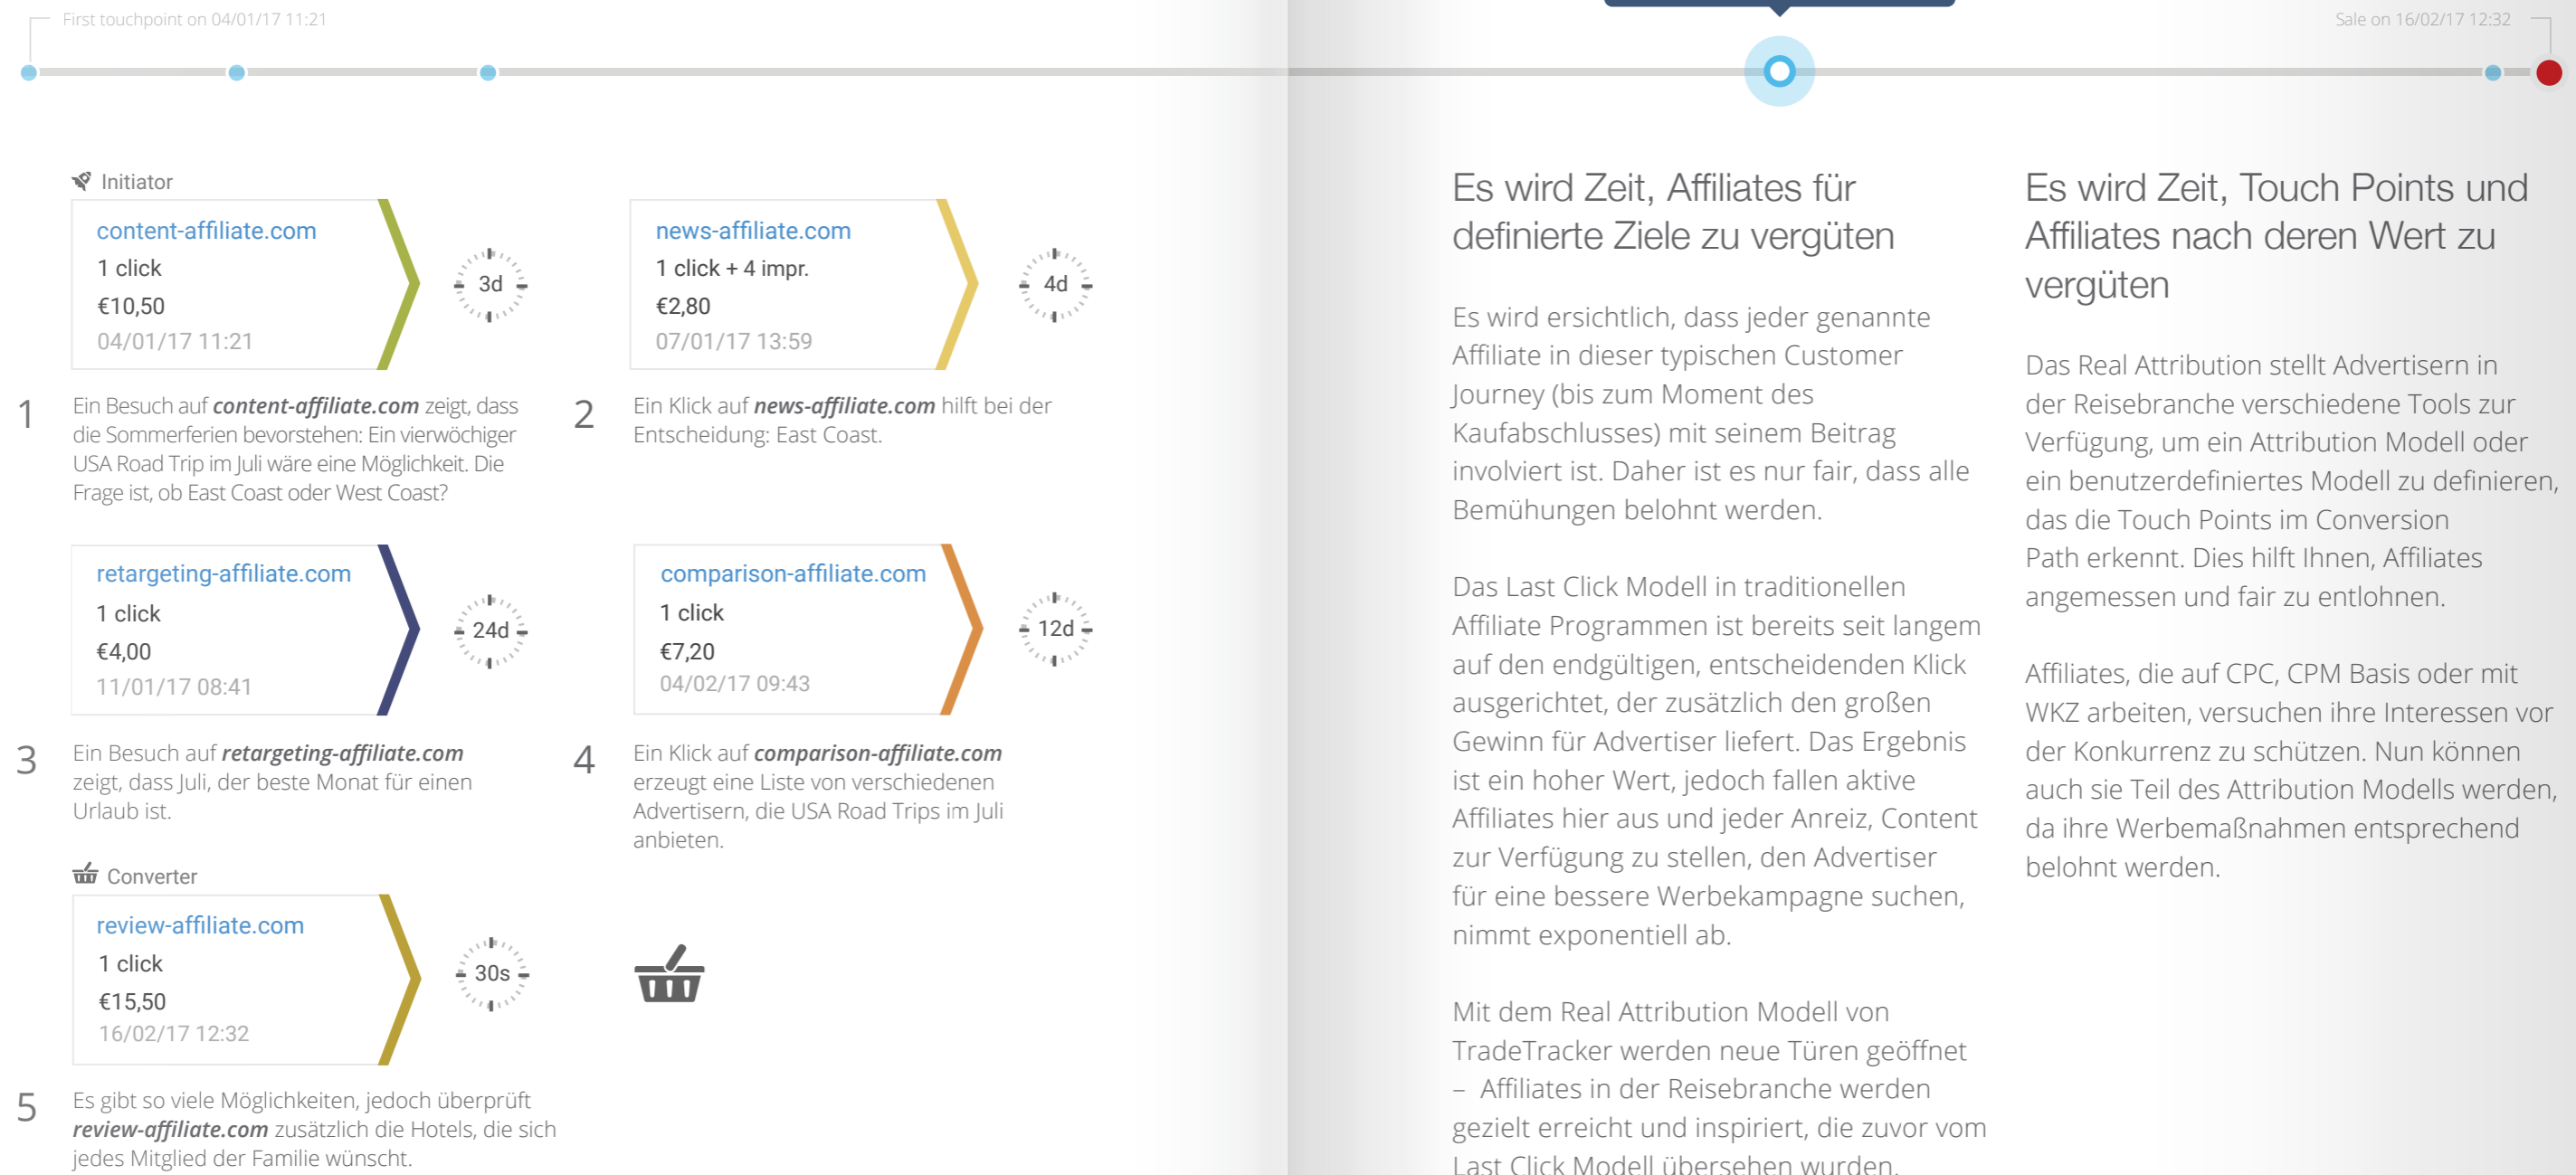 First touchpoint on 04/01/17 11:21
Sale on 16/02/17 12:32
Initiator
content-affiliate.com
1 click
€10,50
04/01/17 11:21
3d
1
Ein Besuch auf content-affiliate.com zeigt, dass
die Sommerferien bevorstehen: Ein vierwöchiger
USA Road Trip im Juli wäre eine Möglichkeit. Die
Frage ist, ob East Coast oder West Coast?
news-affiliate.com
1 click + 4 impr.
€2,80
07/01/17 13:59
4d
2
Ein Klick auf news-affiliate.com hilft bei der
Entscheidung: East Coast.
retargeting-affiliate.com
1 click
€4,00
11/01/17 08:41
24d
3
Ein Besuch auf retargeting-affiliate.com
zeigt, dass Juli, der beste Monat für einen
Urlaub ist.
comparison-affiliate.com
1 click
€7,20
04/02/17 09:43
12d
4
Ein Klick auf comparison-affiliate.com
erzeugt eine Liste von verschiedenen
Advertisern, die USA Road Trips im Juli
anbieten.
Converter
review-affiliate.com
1 click
€15,50
16/02/17 12:32
30s
5
Es gibt so viele Möglichkeiten, jedoch überprüft
review-affiliate.com zusätzlich die Hotels, die sich
jedes Mitglied der Familie wünscht.
Es wird Zeit, Affiliates für
definierte Ziele zu vergüten
Es wird ersichtlich, dass jeder genannte
Affiliate in dieser typischen Customer
Journey (bis zum Moment des
Kaufabschlusses) mit seinem Beitrag
involviert ist. Daher ist es nur fair, dass alle
Bemühungen belohnt werden.
Das Last Click Modell in traditionellen
Affiliate Programmen ist bereits seit langem
auf den endgültigen, entscheidenden Klick
ausgerichtet, der zusätzlich den großen
Gewinn für Advertiser liefert. Das Ergebnis
ist ein hoher Wert, jedoch fallen aktive
Affiliates hier aus und jeder Anreiz, Content
zur Verfügung zu stellen, den Advertiser
für eine bessere Werbekampagne suchen,
nimmt exponentiell ab.
Mit dem Real Attribution Modell von
TradeTracker werden neue Türen geöffnet
– Affiliates in der Reisebranche werden
gezielt erreicht und inspiriert, die zuvor vom
Last Click Modell übersehen wurden.
Es wird Zeit, Touch Points und
Affiliates nach deren Wert zu
vergüten
Das Real Attribution stellt Advertisern in
der Reisebranche verschiedene Tools zur
Verfügung, um ein Attribution Modell oder
ein benutzerdefiniertes Modell zu definieren,
das die Touch Points im Conversion
Path erkennt. Dies hilft Ihnen, Affiliates
angemessen und fair zu entlohnen.
Affiliates, die auf CPC, CPM Basis oder mit
WKZ arbeiten, versuchen ihre Interessen vor
der Konkurrenz zu schützen. Nun können
auch sie Teil des Attribution Modells werden,
da ihre Werbemaßnahmen entsprechend
belohnt werden.